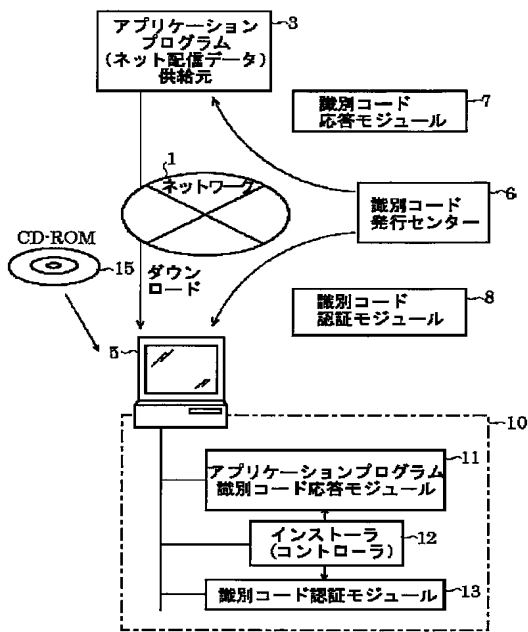 アプリケーション
プログラム
(ネット配信データ)
供給元
3
識別コード
応答モジュール
7
1
ネットワーク
識別コード
発行センター
6
CD-ROM
15
ダウン
ロード
識別コード
認証モジュール
8
5
10
アプリケーションプログラム
識別コード応答モジュール
11
インストーラ
(コントローラ)
12
識別コード認証モジュール
13